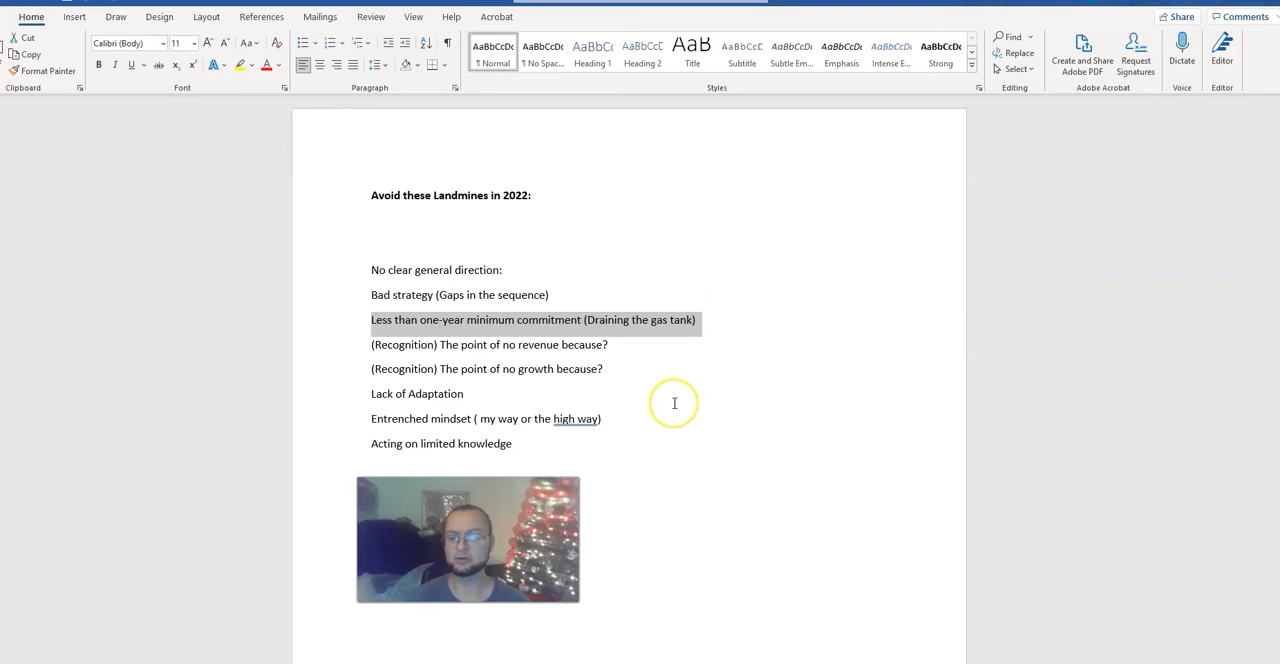 Home Insert Draw Design Layout References Mailings Review View Help Acrobat Share Comments
Cut
Copy
Format Painter
Clipboard
Calibri (Body) 11 Aa
B I U ab x₂ x² A A
Font
Paragraph
AaBbCcDc AaBbCcDc AaBbCc AaBbCcE AaB AaBbCcD AaBbCcDc AaBbCcDc AaBbCcDc AaBbCcDc
¶ Normal ¶ No Spac... Heading 1 Heading 2 Title Subtitle Subtle Em... Emphasis Intense E... Strong
Styles
Find
Replace
Select
Editing
Create and Share Adobe PDF
Request Signatures
Adobe Acrobat
Dictate
Voice
Editor
Editor
Avoid these Landmines in 2022:
No clear general direction:
Bad strategy (Gaps in the sequence)
Less than one-year minimum commitment (Draining the gas tank)
(Recognition) The point of no revenue because?
(Recognition) The point of no growth because?
Lack of Adaptation
Entrenched mindset ( my way or the high way)
Acting on limited knowledge